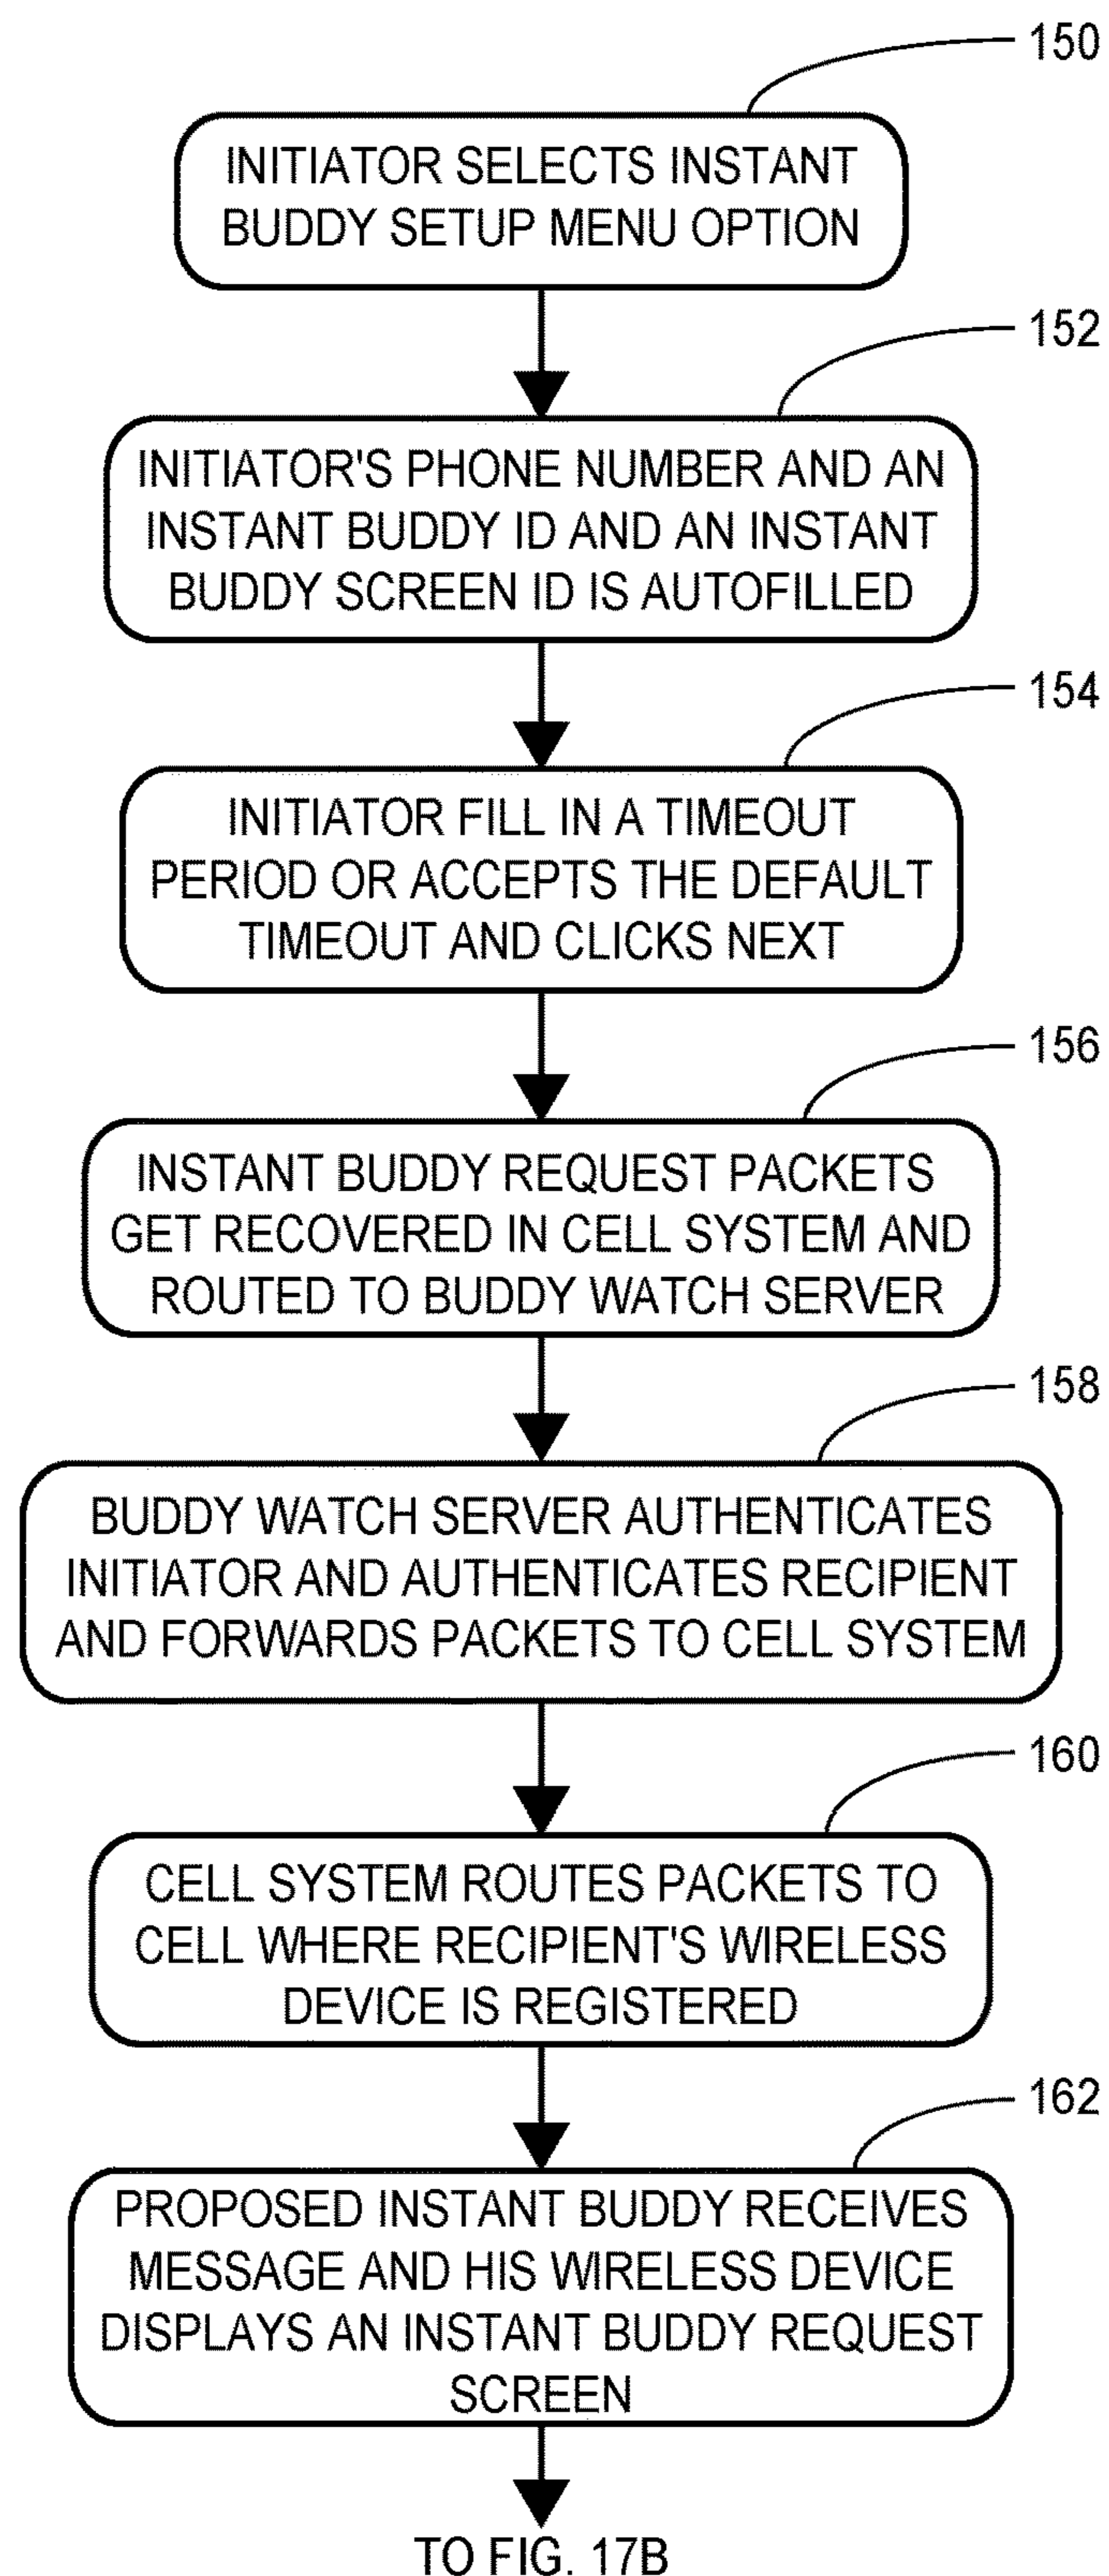 150
INITIATOR SELECTS INSTANT
BUDDY SETUP MENU OPTION
152
INITIATOR'S PHONE NUMBER AND AN
INSTANT BUDDY ID AND AN INSTANT
BUDDY SCREEN ID IS AUTOFILLED
154
INITIATOR FILL IN A TIMEOUT
PERIOD OR ACCEPTS THE DEFAULT
TIMEOUT AND CLICKS NEXT
156
INSTANT BUDDY REQUEST PACKETS
GET RECOVERED IN CELL SYSTEM AND
ROUTED TO BUDDY WATCH SERVER
158
BUDDY WATCH SERVER AUTHENTICATES
INITIATOR AND AUTHENTICATES RECIPIENT
AND FORWARDS PACKETS TO CELL SYSTEM
160
CELL SYSTEM ROUTES PACKETS TO
CELL WHERE RECIPIENT'S WIRELESS
DEVICE IS REGISTERED
162
PROPOSED INSTANT BUDDY RECEIVES
MESSAGE AND HIS WIRELESS DEVICE
DISPLAYS AN INSTANT BUDDY REQUEST
SCREEN
TO FIG. 17B